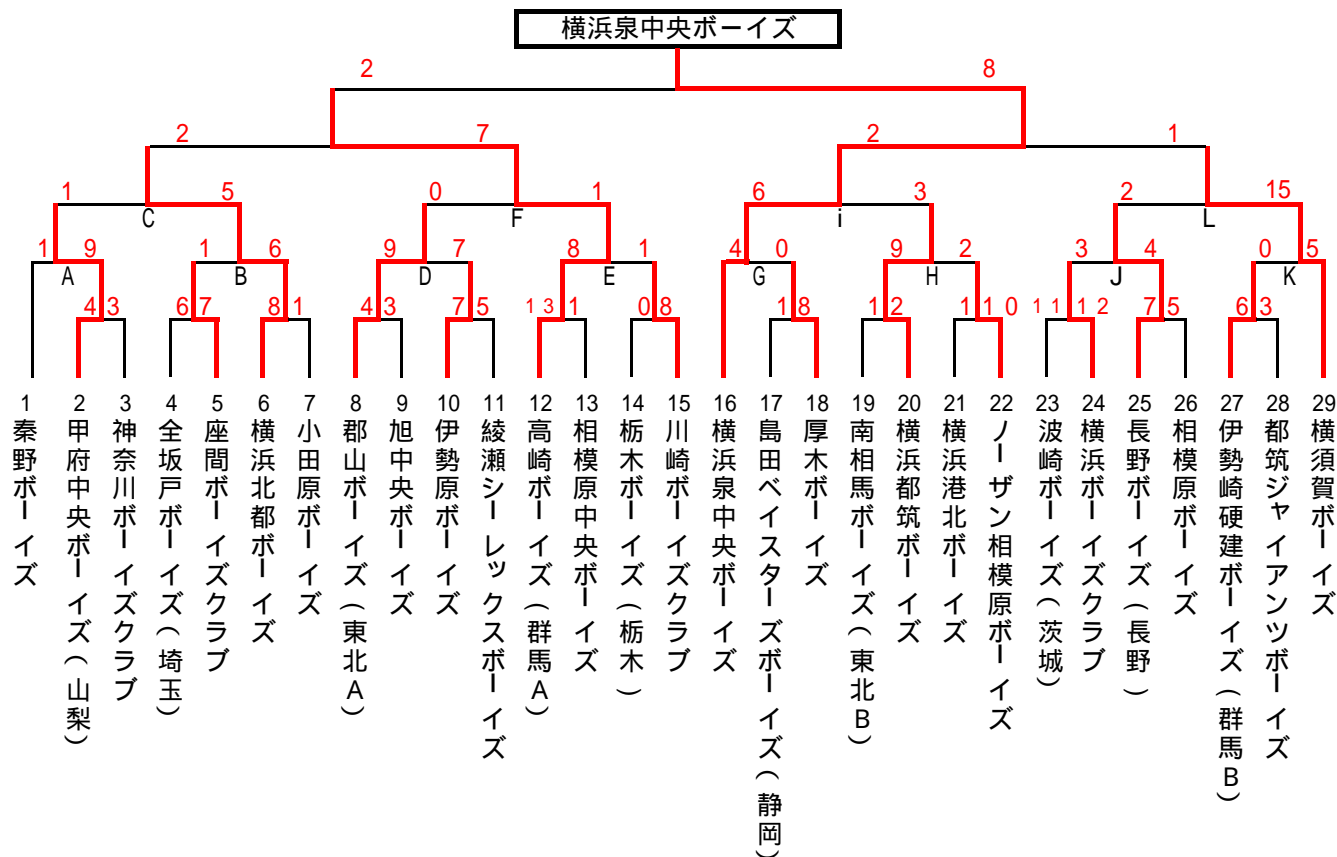 横浜泉中央ボーイズ
2 8
2 7 2 1
1 5 0 1 6 3 2 15
C F i L
1 9 1 6 9 7 8 1 4 0 9 2 3 4 0 5
A B D E G H J K
4 3 6 7 8 1 4 3 7 5 13 1 0 8 1 8 1 2 1 10 11 12 7 5 6 3
1 2 3 4 5 6 7 8 9 10 11 12 13 14 15 16 17 18 19 20 21 22 23 24 25 26 27 28 29
秦野ボーイズ
甲府中央ボーイズ(山梨)
神奈川ボーイズクラブ
全坂戸ボーイズ(埼玉)
座間ボーイズクラブ
横浜北都ボーイズ
小田原ボーイズ
郡山ボーイズ(東北A)
旭中央ボーイズ
伊勢原ボーイズ
綾瀬シーレックスボーイズ
高崎ボーイズ(群馬A)
相模原中央ボーイズ
栃木ボーイズ(栃木)
川崎ボーイズクラブ
横浜泉中央ボーイズ
島田ベイスターズボーイズ(静岡)
厚木ボーイズ
南相馬ボーイズ(東北B)
横浜都筑ボーイズ
横浜港北ボーイズ
ノーザン相模原ボーイズ
波崎ボーイズ(茨城)
横浜ボーイズクラブ
長野ボーイズ(長野)
相模原ボーイズ
伊勢崎硬建ボーイズ(群馬B)
都筑ジャイアンツボーイズ
横須賀ボーイズ